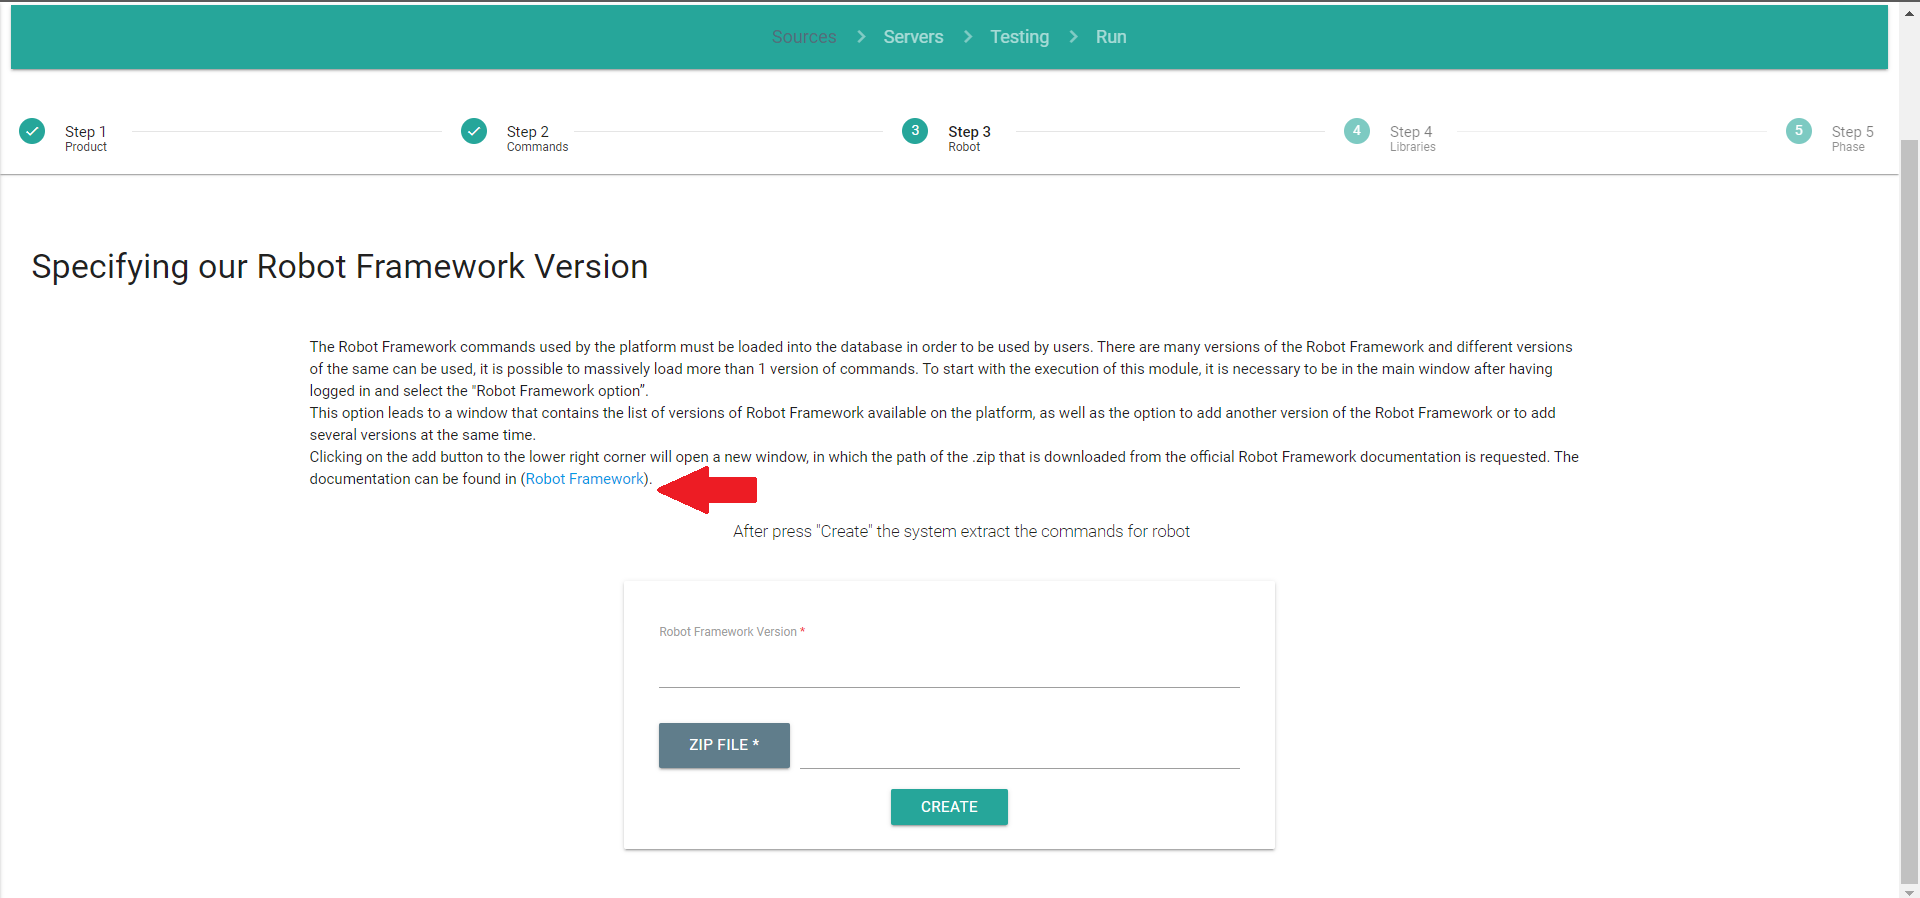 Sources > Servers > Testing > Run
Step 1
Product
Step 2
Commands
3 Step 3
Robot
4 Step 4
Libraries
5 Step 5
Phase
Specifying our Robot Framework Version
The Robot Framework commands used by the platform must be loaded into the database in order to be used by users. There are many versions of the Robot Framework and different versions
of the same can be used, it is possible to massively load more than 1 version of commands. To start with the execution of this module, it is necessary to be in the main window after having
logged in and select the "Robot Framework option”.
This option leads to a window that contains the list of versions of Robot Framework available on the platform, as well as the option to add another version of the Robot Framework or to add
several versions at the same time.
Clicking on the add button to the lower right corner will open a new window, in which the path of the .zip that is downloaded from the official Robot Framework documentation is requested. The
documentation can be found in (Robot Framework).
After press "Create" the system extract the commands for robot
Robot Framework Version *
ZIP FILE *
CREATE